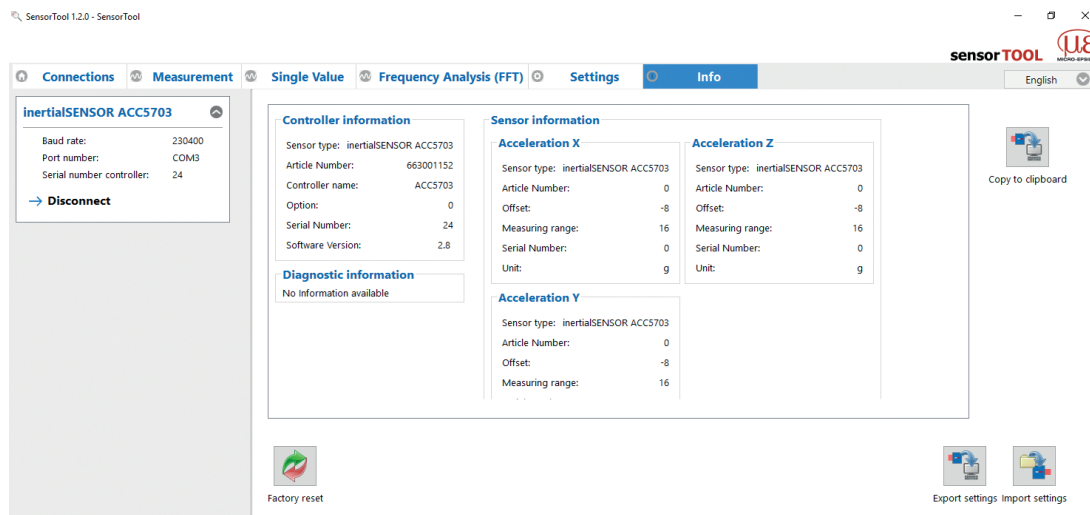 SensorTool 1.2.0 - SensorTool
sensorTOOL
με
Connections Measurement Single Value Frequency Analysis (FFT) Settings Info
English
inertialSENSOR ACC5703
Baud rate: 230400
Port number: COM3
Serial number controller: 24
→ Disconnect
Controller information
Sensor type: inertialSENSOR ACC5703
Article Number: 663001152
Controller name: ACC5703
Option: 0
Serial Number: 24
Software Version: 2.8
Diagnostic information
No Information available
Sensor information
Acceleration X
Sensor type: inertialSENSOR ACC5703
Article Number: 0
Offset: -8
Measuring range: 16
Serial Number: 0
Unit: g
Acceleration Z
Sensor type: inertialSENSOR ACC5703
Article Number: 0
Offset: -8
Measuring range: 16
Serial Number: 0
Unit: g
Acceleration Y
Sensor type: inertialSENSOR ACC5703
Article Number: 0
Offset: -8
Measuring range: 16
Copy to clipboard
Factory reset
Export settings Import settings